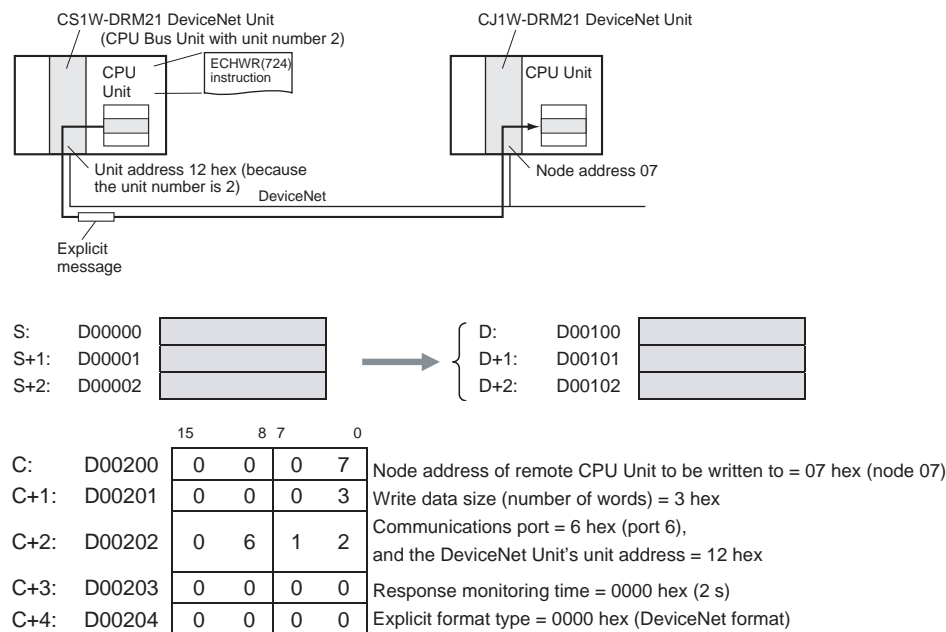 CS1W-DRM21 DeviceNet Unit
(CPU Bus Unit with unit number 2)
CJ1W-DRM21 DeviceNet Unit
CPU
Unit
ECHWR(724)
instruction
CPU Unit
Unit address 12 hex (because
the unit number is 2)
Node address 07
DeviceNet
Explicit
message
S: D00000
S+1: D00001
S+2: D00002
D: D00100
D+1: D00101
D+2: D00102
15 8 7 0
C: D00200 0 0 0 7 Node address of remote CPU Unit to be written to = 07 hex (node 07)
C+1: D00201 0 0 0 3 Write data size (number of words) = 3 hex
C+2: D00202 0 6 1 2 Communications port = 6 hex (port 6),
and the DeviceNet Unit's unit address = 12 hex
C+3: D00203 0 0 0 0 Response monitoring time = 0000 hex (2 s)
C+4: D00204 0 0 0 0 Explicit format type = 0000 hex (DeviceNet format)